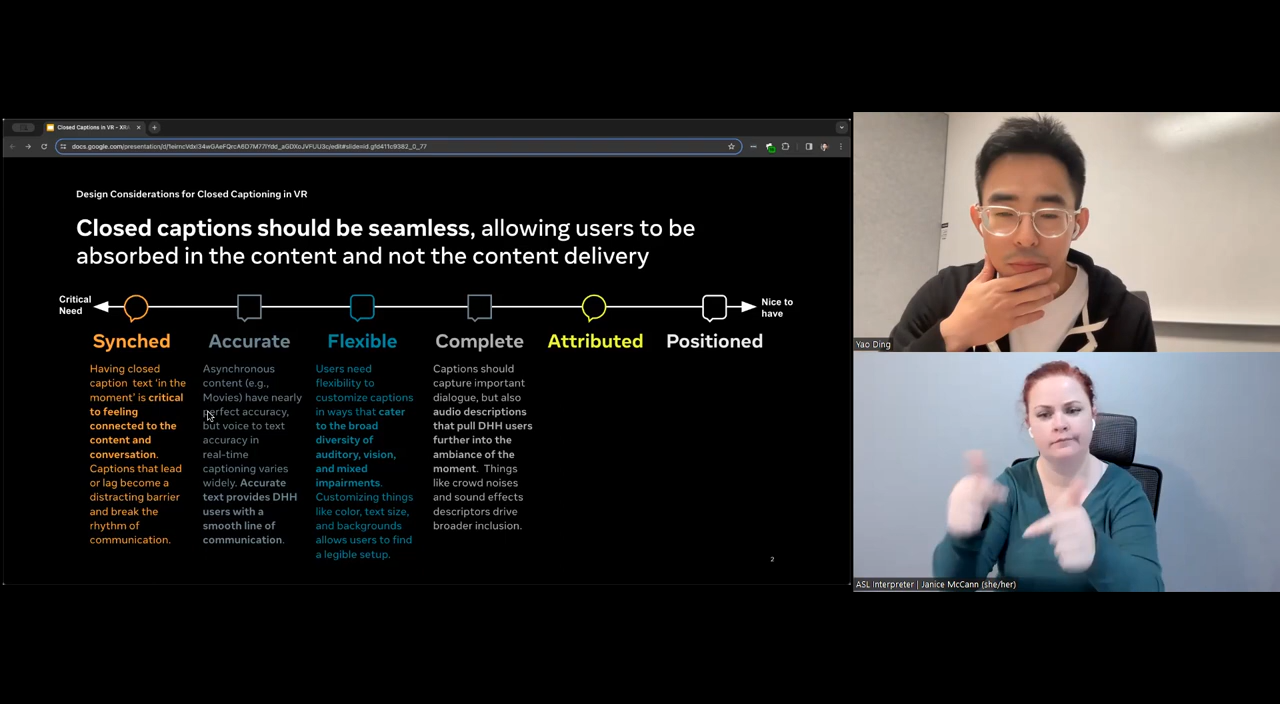 Closed Captions in VR - XRA
Design Considerations for Closed Captioning in VR
Closed captions should be seamless, allowing users to be
absorbed in the content and not the content delivery
Critical
Need
Nice to
have
Synched
Having closed
caption text 'in the
moment' is critical
to feeling
connected to the
content and
conversation.
Captions that lead
or lag become a
distracting barrier
and break the
rhythm of
communication.
Accurate
Asynchronous
content (e.g.,
Movies) have nearly
perfect accuracy,
but voice to text
accuracy in
real-time
captioning varies
widely. Accurate
text provides DHH
users with a
smooth line of
communication.
Flexible
Users need
flexibility to
customize captions
in ways that cater
to the broad
diversity of
auditory, vision,
and mixed
impairments.
Customizing things
like color, text size,
and backgrounds
allows users to find
a legible setup.
Complete
Captions should
capture important
dialogue, but also
audio descriptions
that pull DHH users
further into the
ambiance of the
moment. Things
like crowd noises
and sound effects
descriptors drive
broader inclusion.
Attributed
Positioned
2
Yao Ding
ASL Interpreter | Janice McCann (she/her)